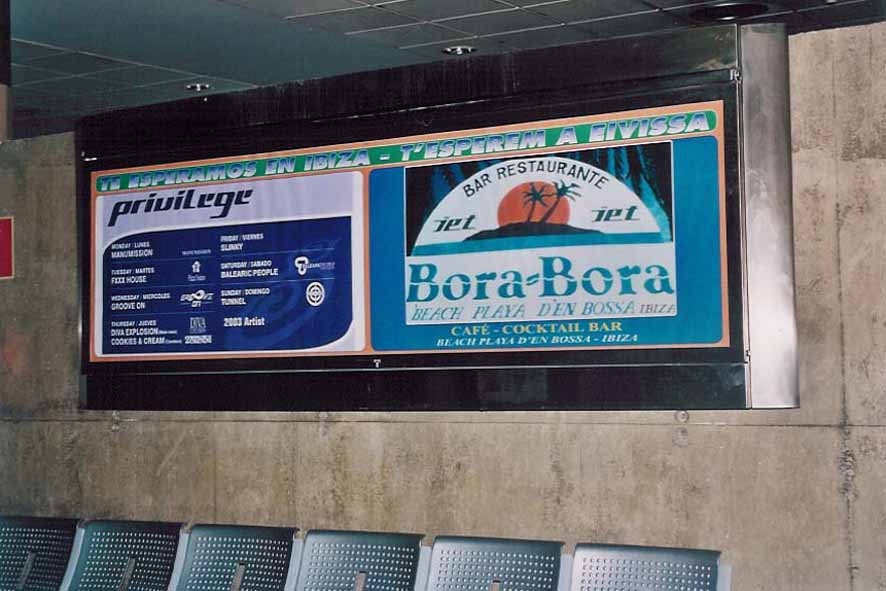 TE ESPERAMOS EN IBIZA - T'ESPEREM A EIVISSA
privilege
MONDAY / LUNES
MANUMISSION
TUESDAY / MARTES
FXXX HOUSE
WEDNESDAY / MIERCOLES
GROOVE ON
THURSDAY / JUEVES
DIVA EXPLOSION
COOKIES & CREAM
FRIDAY / VIERNES
SLINKY
SATURDAY / SABADO
BALEARIC PEOPLE
SUNDAY / DOMINGO
TUNNEL
2003 Artist
BAR RESTAURANTE
jet jet
Bora-Bora
BEACH PLAYA D'EN BOSSA IBIZA
CAFÉ - COCKTAIL BAR
BEACH PLAYA D'EN BOSSA - IBIZA